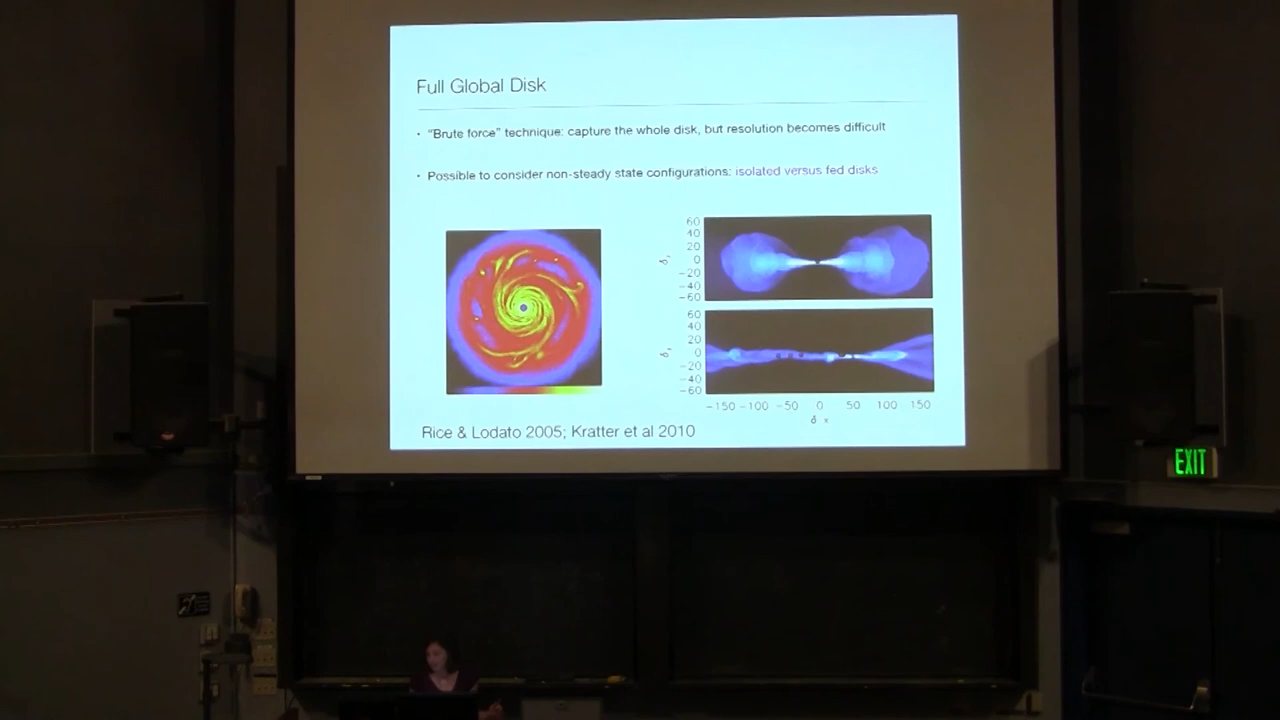 Full Global Disk
· "Brute force" technique: capture the whole disk, but resolution becomes difficult
· Possible to consider non-steady state configurations: isolated versus fed disks
60
40
20
0
−20
−40
−60
60
40
20
0
−20
−40
−60
−150 −100 −50 0 50 100 150
δ x
Rice & Lodato 2005; Kratter et al 2010
EXIT